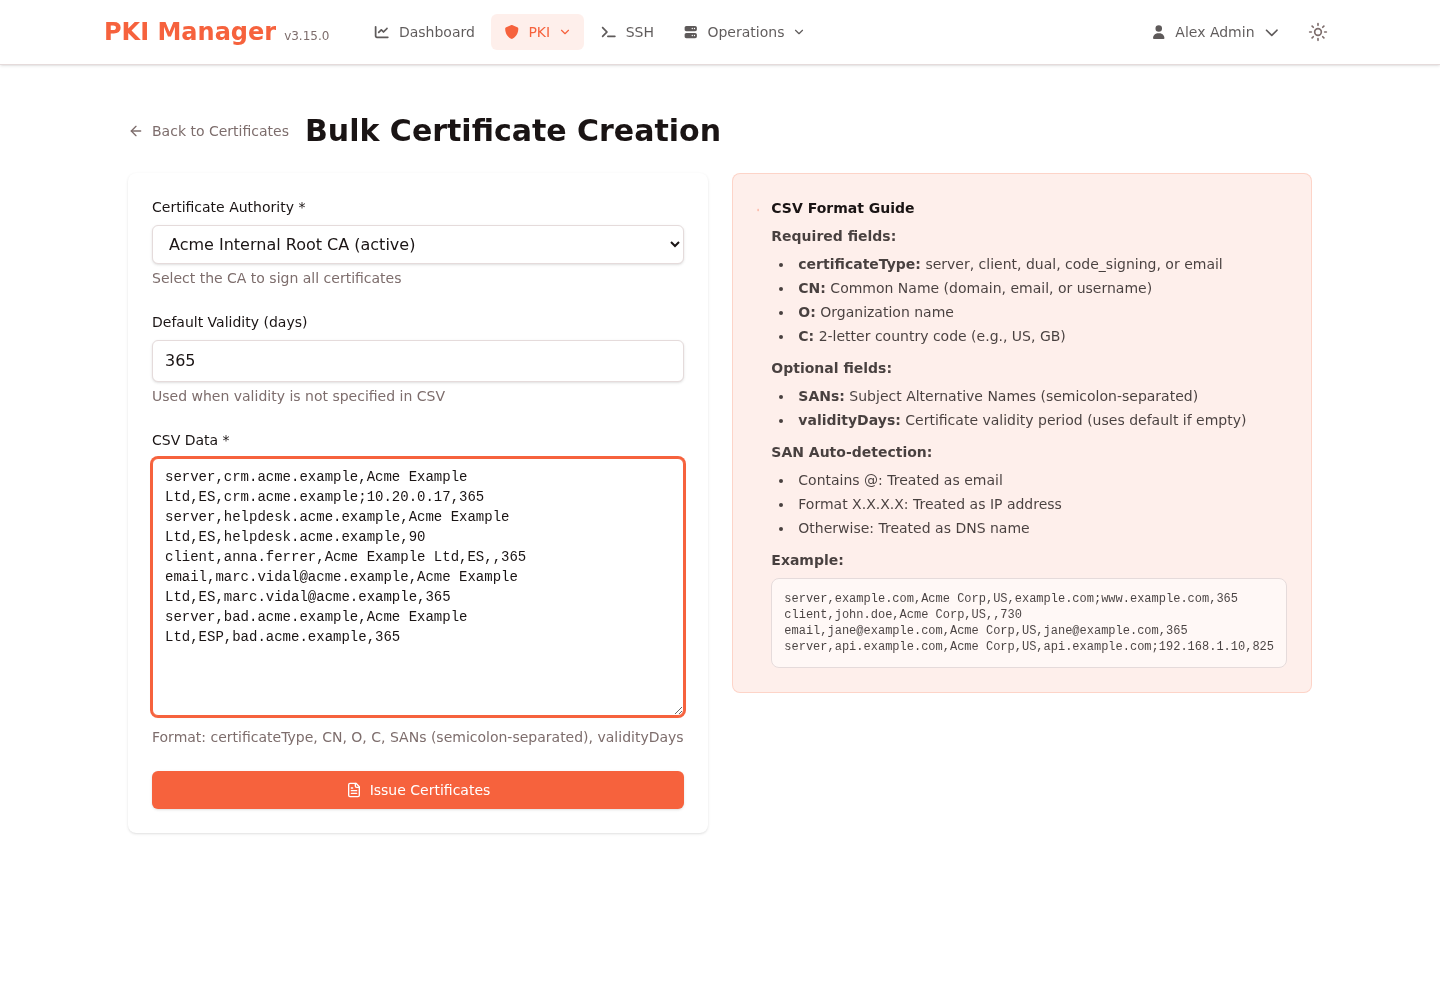 PKI Manager v3.15.0
Dashboard
PKI
SSH
Operations
Alex Admin
Back to Certificates
Bulk Certificate Creation
Certificate Authority *
Acme Internal Root CA (active)
Select the CA to sign all certificates
Default Validity (days)
365
Used when validity is not specified in CSV
CSV Data *
server,crm.acme.example,Acme Example
Ltd,ES,crm.acme.example;10.20.0.17,365
server,helpdesk.acme.example,Acme Example
Ltd,ES,helpdesk.acme.example,90
client,anna.ferrer,Acme Example Ltd,ES,,365
email,marc.vidal@acme.example,Acme Example
Ltd,ES,marc.vidal@acme.example,365
server,bad.acme.example,Acme Example
Ltd,ESP,bad.acme.example,365
Format: certificateType, CN, O, C, SANs (semicolon-separated), validityDays
Issue Certificates
CSV Format Guide
Required fields:
• certificateType: server, client, dual, code_signing, or email
• CN: Common Name (domain, email, or username)
• O: Organization name
• C: 2-letter country code (e.g., US, GB)
Optional fields:
• SANs: Subject Alternative Names (semicolon-separated)
• validityDays: Certificate validity period (uses default if empty)
SAN Auto-detection:
• Contains @: Treated as email
• Format X.X.X.X: Treated as IP address
• Otherwise: Treated as DNS name
Example:
server,example.com,Acme Corp,US,example.com;www.example.com,365
client,john.doe,Acme Corp,US,,730
email,jane@example.com,Acme Corp,US,jane@example.com,365
server,api.example.com,Acme Corp,US,api.example.com;192.168.1.10,825